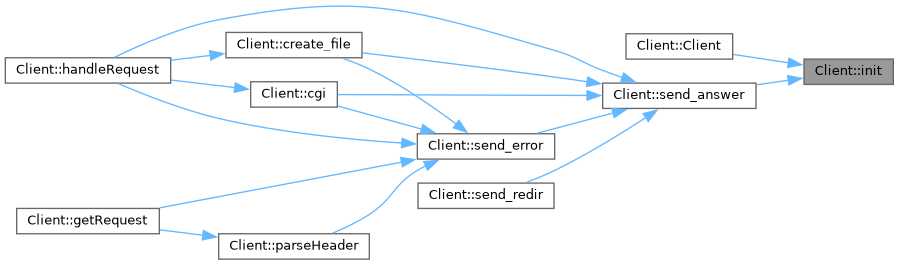 Client::create_file
Client::Client
Client::handleRequest
Client::init
Client::cgi
Client::send_answer
Client::send_error
Client::send_redir
Client::getRequest
Client::parseHeader